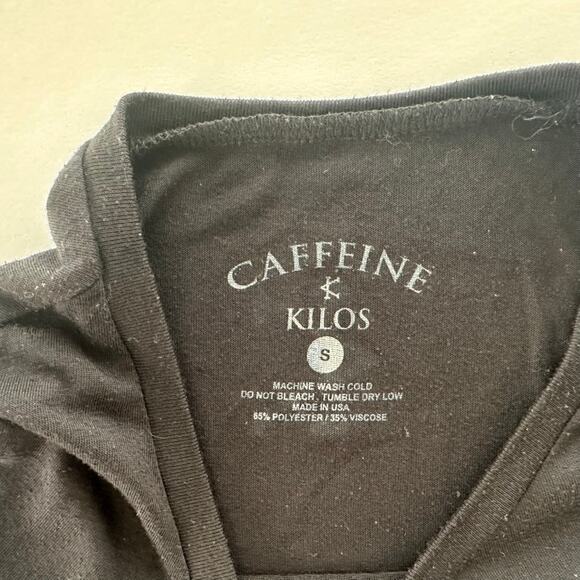 CAFFEINE
KILOS
S
MACHINE WASH COLD
DO NOT BLEACH, TUMBLE DRY LOW
MADE IN USA
65% POLYESTER / 35% VISCOSE